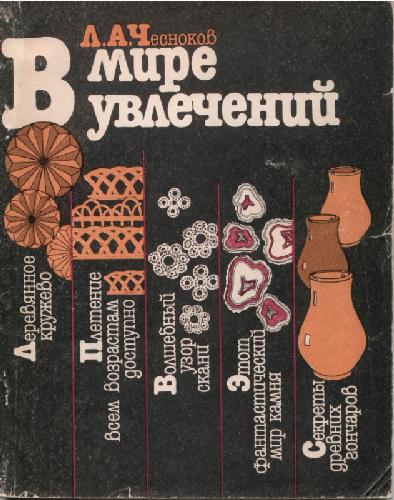 Л.А.Чесноков
В мире
увлечений
Деревянное
кружево
Плетение
всем возрастам
доступно
Волшебный
узор
скани
Этот
фантастический
мир камня
Секреты
древних
гончаров